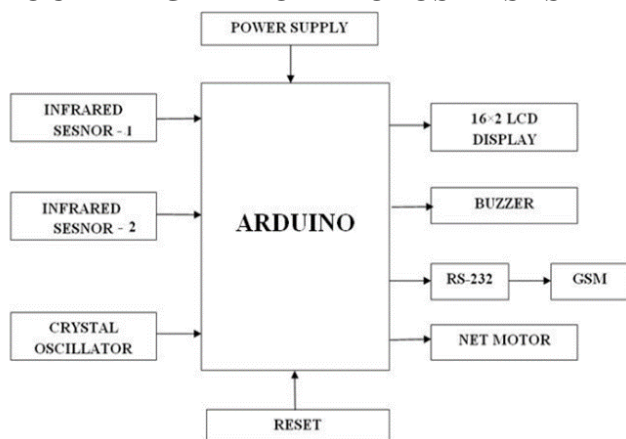 POWER SUPPLY
INFRARED
SESNOR - 1
16×2 LCD
DISPLAY
INFRARED
SESNOR - 2
ARDUINO
BUZZER
RS-232
GSM
CRYSTAL
OSCILLATOR
NET MOTOR
RESET